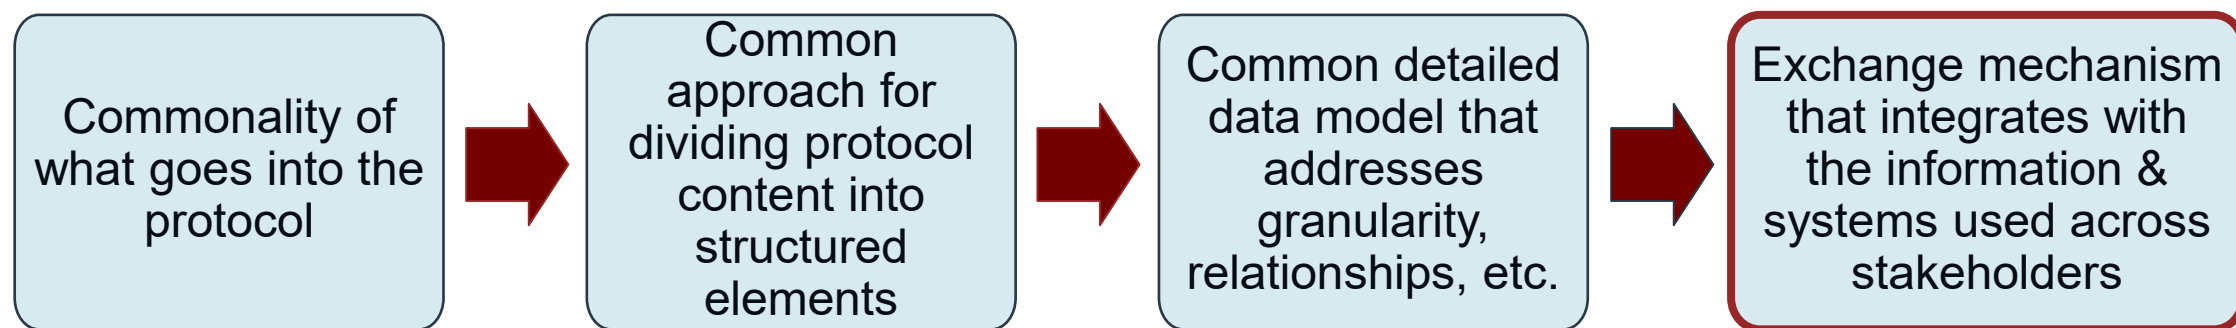 Commonality of
what goes into the
protocol
Common
approach for
dividing protocol
content into
structured
elements
Common detailed
data model that
addresses
granularity,
relationships, etc.
Exchange mechanism
that integrates with
the information &
systems used across
stakeholders